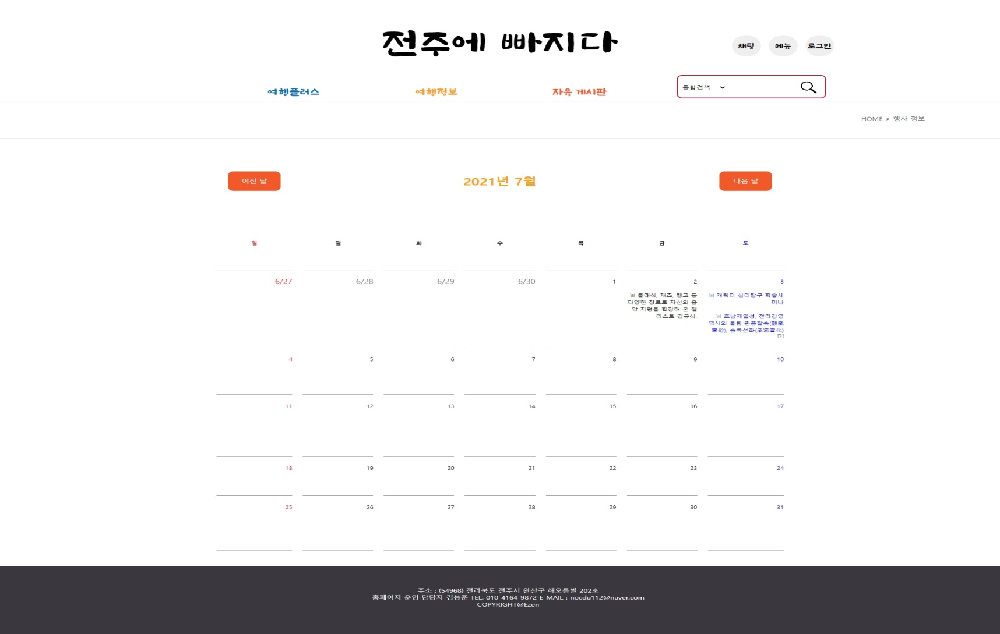 전주에 빠지다
채팅
메뉴
로그인
여행플러스
여행정보
자유 게시판
통합검색
HOME > 행사 정보
이전 달
2021년 7월
다음 달
일 월 화 수 목 금 토
6/27 6/28 6/29 6/30 1 2 3
※ 클래식, 재즈, 탱고 등
다양한 장르로 자신의 음
악 지평을 확장해 온 첼
리스트 김규식.
※ 캐릭터 심리탐구 학술세
미나
※ 호남제일성, 전라감영
역사의 울림 관풍찰속(觀風
察俗), 승류선화(承流宣化)
4 5 6 7 8 9 10
11 12 13 14 15 16 17
18 19 20 21 22 23 24
25 26 27 28 29 30 31
주소 : (54968) 전라북도 전주시 완산구 해오름빌 202호
홈페이지 운영 담당자 김봉준 TEL. 010-4164-9872 E-MAIL : nocdu112@naver.com
COPYRIGHT@Ezen